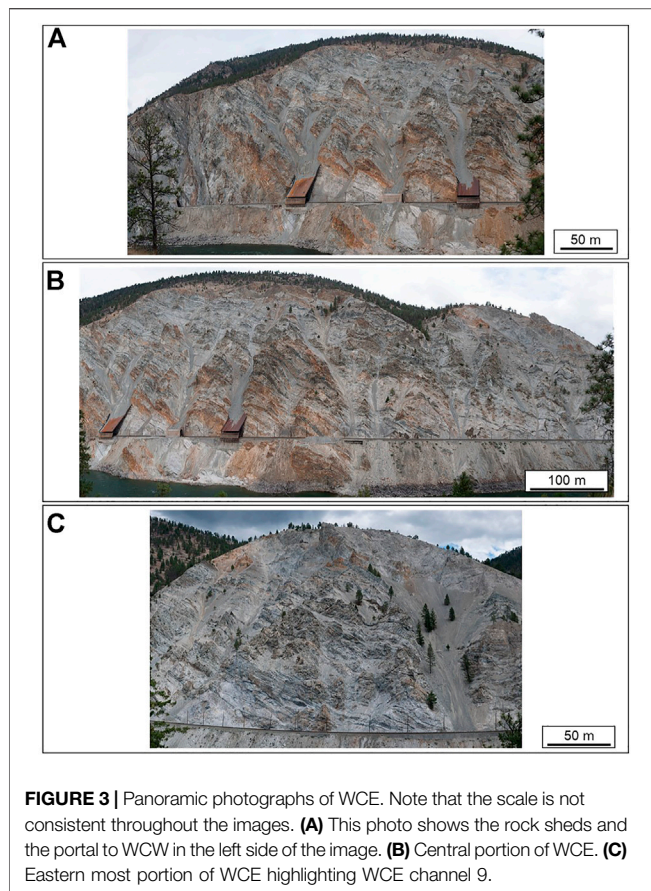 A
50 m
B
100 m
C
50 m
FIGURE 3 | Panoramic photographs of WCE. Note that the scale is not
consistent throughout the images. (A) This photo shows the rock sheds and
the portal to WCW in the left side of the image. (B) Central portion of WCE. (C)
Eastern most portion of WCE highlighting WCE channel 9.